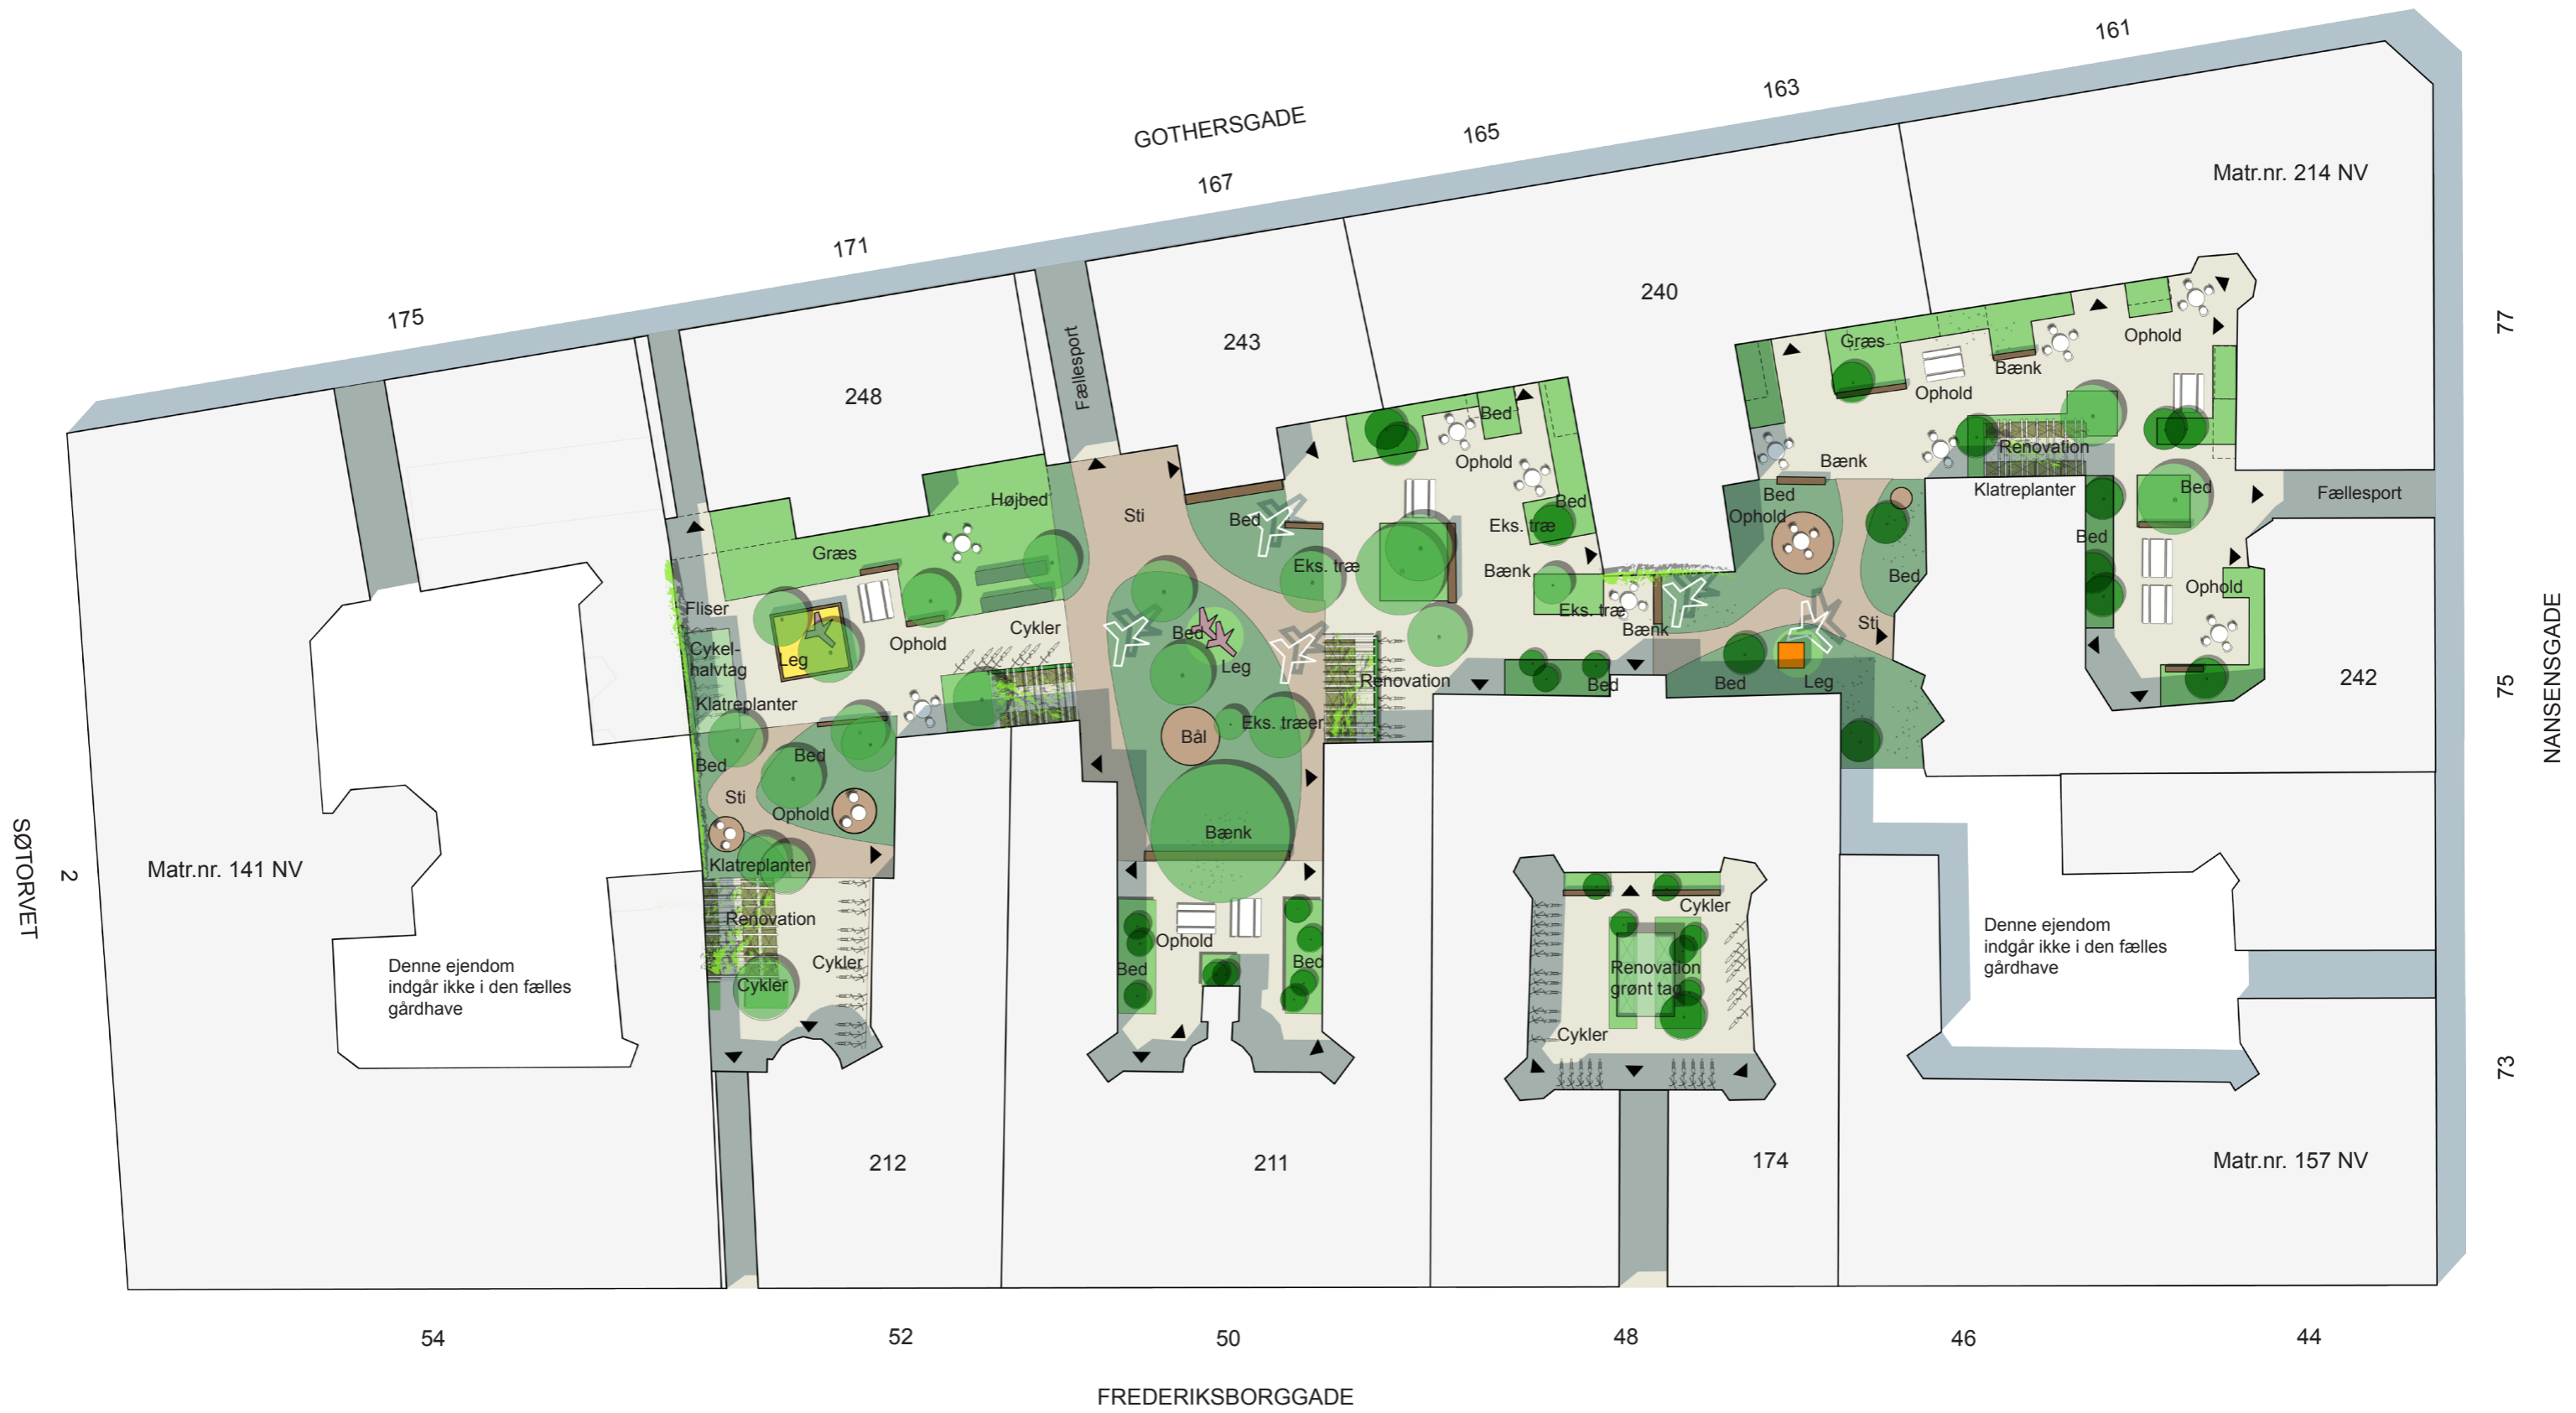 161
163
GOTHERSGADE
165
167
Matr.nr. 214 NV
171
240
175
77
Fællesport
243
Ophold
Græs
Bænk
248
Ophold
Bed
Renovation
Bænk
Ophold
Højbed
Bed
Klatreplanter
Bed
Fællesport
Bed
Ophold
Sti
Bed
Eks. træ
Bed
Græs
Eks. træ
Bænk
Bed
Ophold
Fliser
Eks. træ
Sti
Cykler
Bænk
Bed
Ophold
Cykel-
halvtag
Leg
Leg
Renovation
Bed
Bed
Leg
242
75
NANSENSGADE
Klatreplanter
Eks. træer
Bål
Bed
Bed
Sti
Ophold
Bænk
SØTORVET
2
Matr.nr. 141 NV
Klatreplanter
Renovation
Cykler
Denne ejendom
indgår ikke i den fælles
gårdhave
Ophold
Cykler
Bed
Bed
Renovation
grønt tag
Denne ejendom
indgår ikke i den fælles
gårdhave
Cykler
Cykler
73
212
211
174
Matr.nr. 157 NV
54
52
50
48
46
44
FREDERIKSBORGGADE